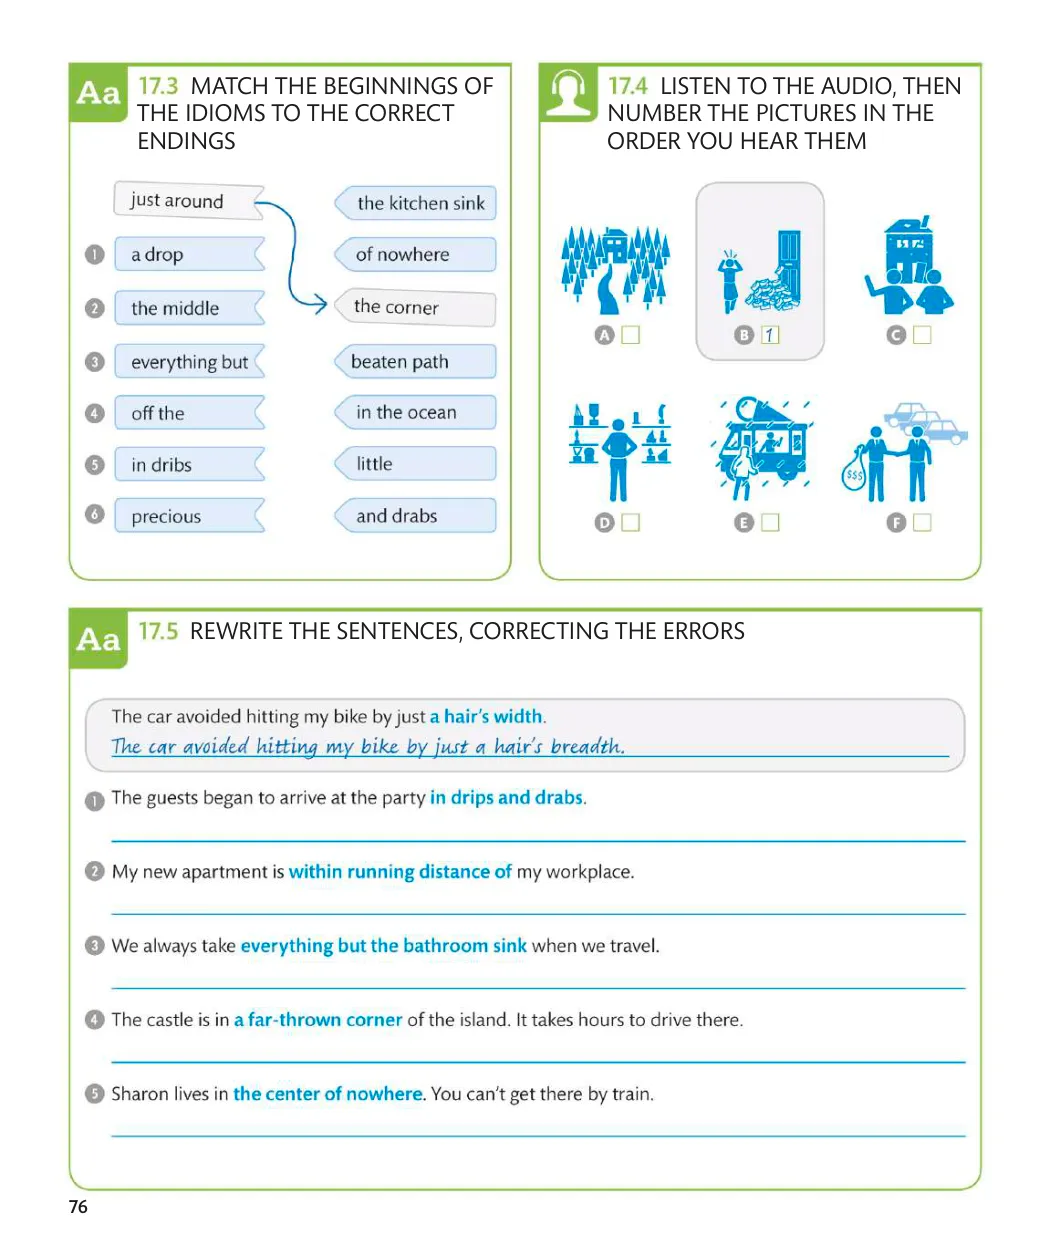 Aa
17.3 MATCH THE BEGINNINGS OF
THE IDIOMS TO THE CORRECT
ENDINGS
just around
the kitchen sink
1 a drop
of nowhere
2 the middle
the corner
3 everything but
beaten path
4 off the
in the ocean
5 in dribs
little
6 precious
and drabs
17.4 LISTEN TO THE AUDIO, THEN
NUMBER THE PICTURES IN THE
ORDER YOU HEAR THEM
A
B 1
C
$$$
D
E
F
Aa
17.5 REWRITE THE SENTENCES, CORRECTING THE ERRORS
The car avoided hitting my bike by just a hair's width.
The car avoided hitting my bike by just a hair's breadth.
1 The guests began to arrive at the party in drips and drabs.
2 My new apartment is within running distance of my workplace.
3 We always take everything but the bathroom sink when we travel.
4 The castle is in a far-thrown corner of the island. It takes hours to drive there.
5 Sharon lives in the center of nowhere. You can't get there by train.
76